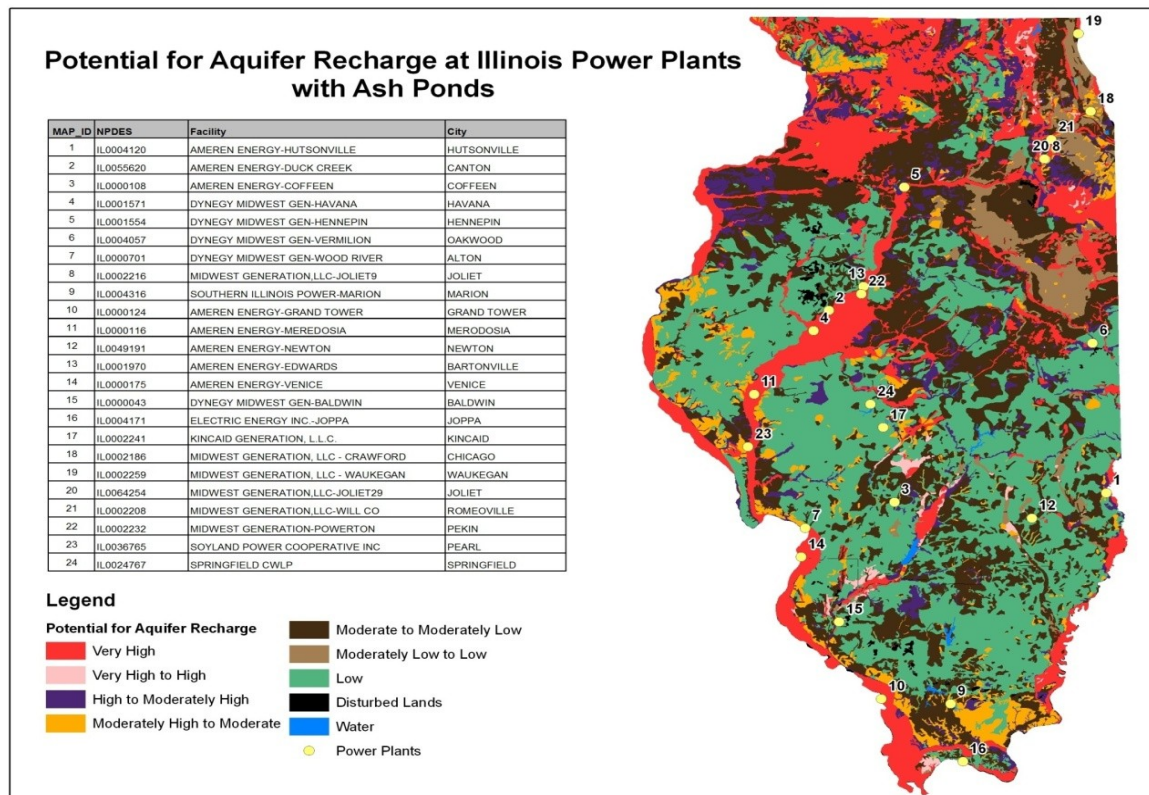 Potential for Aquifer Recharge at Illinois Power Plants
with Ash Ponds
MAP_ID NPDES Facility City
1 IL0004120 AMEREN ENERGY-HUTSONVILLE HUTSONVILLE
2 IL0055620 AMEREN ENERGY-DUCK CREEK CANTON
3 IL0000108 AMEREN ENERGY-COFFEEN COFFEEN
4 IL0001571 DYNEGY MIDWEST GEN-HAVANA HAVANA
5 IL0001554 DYNEGY MIDWEST GEN-HENNEPIN HENNEPIN
6 IL0004057 DYNEGY MIDWEST GEN-VERMILION OAKWOOD
7 IL0000701 DYNEGY MIDWEST GEN-WOOD RIVER ALTON
8 IL0002216 MIDWEST GENERATION,LLC-JOLIET9 JOLIET
9 IL0004316 SOUTHERN ILLINOIS POWER-MARION MARION
10 IL0000124 AMEREN ENERGY-GRAND TOWER GRAND TOWER
11 IL0000116 AMEREN ENERGY-MEREDOSIA MERODOSIA
12 IL0049191 AMEREN ENERGY-NEWTON NEWTON
13 IL0001970 AMEREN ENERGY-EDWARDS BARTONVILLE
14 IL0000175 AMEREN ENERGY-VENICE VENICE
15 IL0000043 DYNEGY MIDWEST GEN-BALDWIN BALDWIN
16 IL0004171 ELECTRIC ENERGY INC.-JOPPA JOPPA
17 IL0002241 KINCAID GENERATION, L.L.C. KINCAID
18 IL0002186 MIDWEST GENERATION, LLC - CRAWFORD CHICAGO
19 IL0002259 MIDWEST GENERATION, LLC - WAUKEGAN WAUKEGAN
20 IL0064254 MIDWEST GENERATION,LLC-JOLIET29 JOLIET
21 IL0002208 MIDWEST GENERATION,LLC-WILL CO ROMEOVILLE
22 IL0002232 MIDWEST GENERATION-POWERTON PEKIN
23 IL0036765 SOYLAND POWER COOPERATIVE INC PEARL
24 IL0024767 SPRINGFIELD CWLP SPRINGFIELD
Legend
Potential for Aquifer Recharge
Very High
Very High to High
High to Moderately High
Moderately High to Moderate
Moderate to Moderately Low
Moderately Low to Low
Low
Disturbed Lands
Water
Power Plants
19
18
21
20 8
5
13
22
2
4
6
11
24
17
23
3
1
12
7
14
15
10
9
16